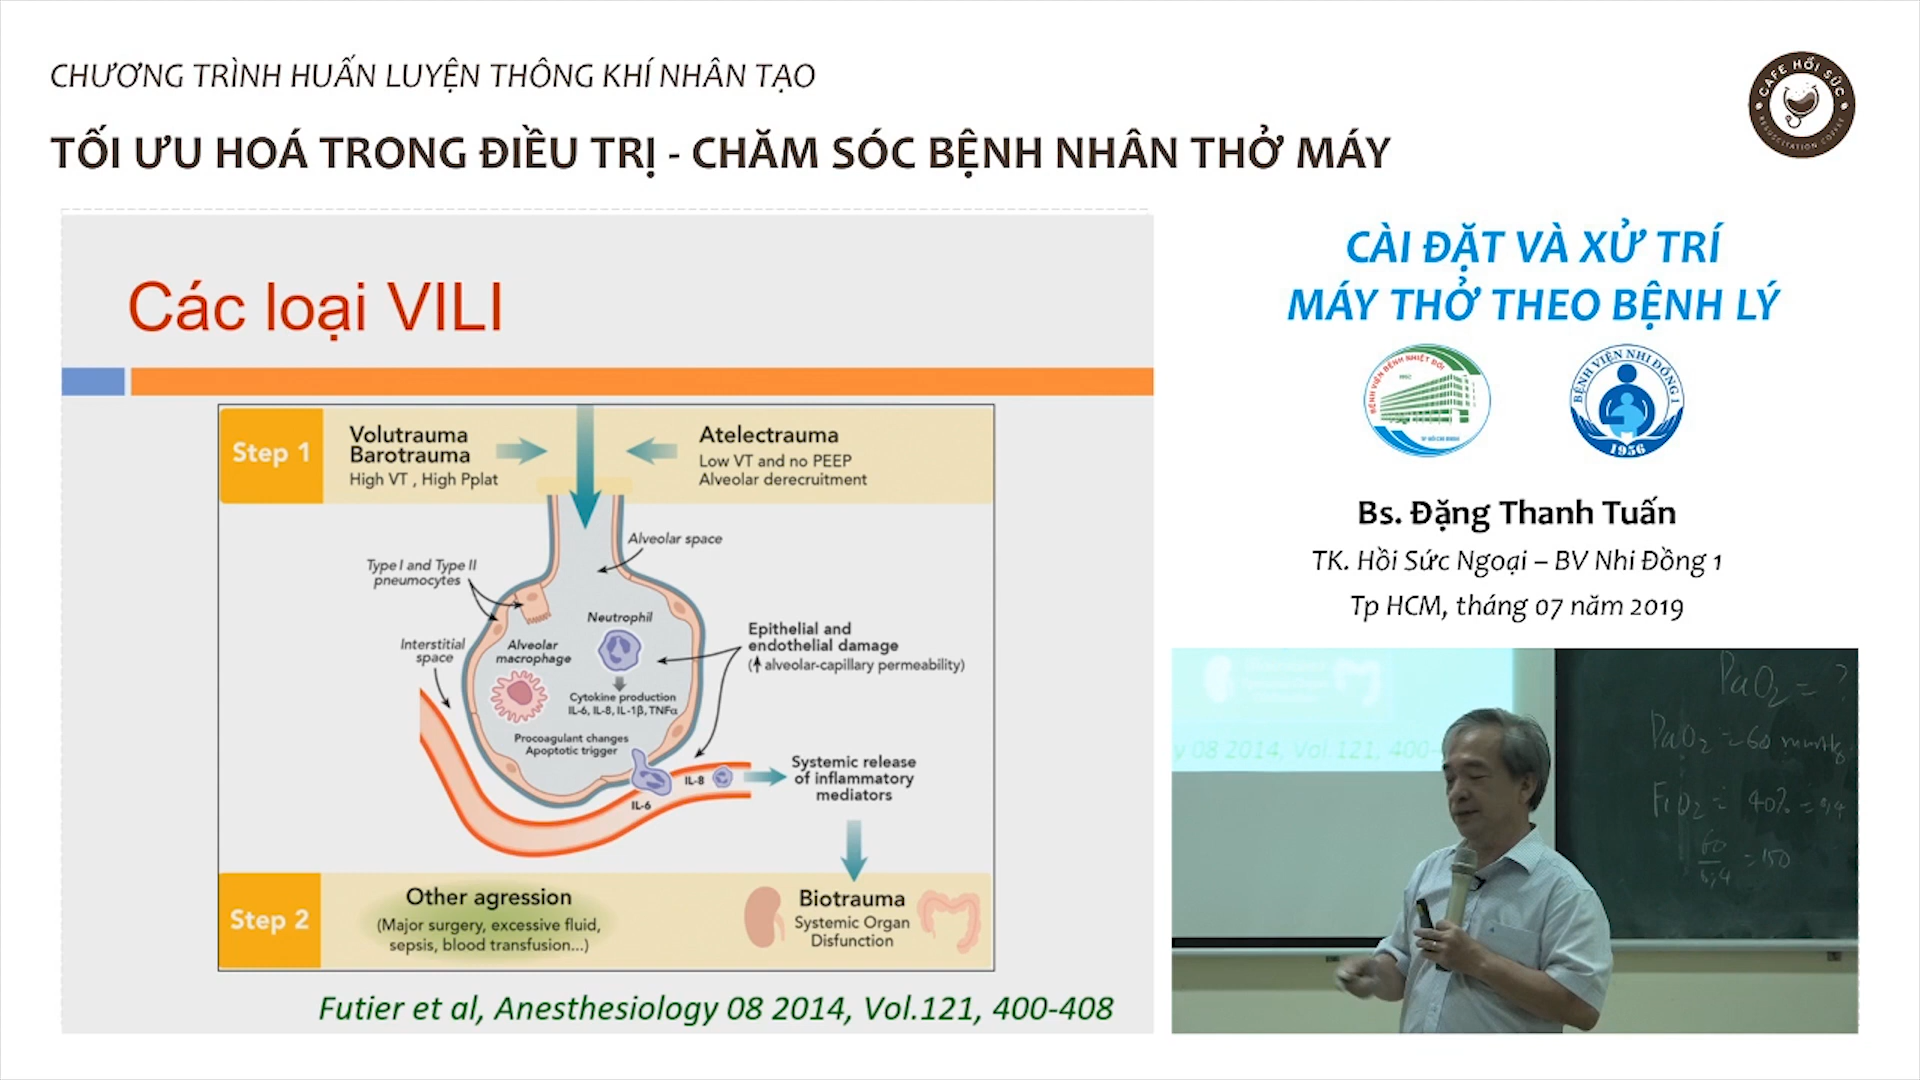 CHƯƠNG TRÌNH HUẤN LUYỆN THÔNG KHÍ NHÂN TẠO
TỐI ƯU HOÁ TRONG ĐIỀU TRỊ - CHĂM SÓC BỆNH NHÂN THỞ MÁY
CAFE HỒI SỨC
RESUSCITATION COFFEE
Các loại VILI
Step 1
Volutrauma
Barotrauma
High VT , High Pplat
Atelectrauma
Low VT and no PEEP
Alveolar derecruitment
Alveolar space
Type I and Type II
pneumocytes
Neutrophil
Interstitial
space
Alveolar
macrophage
Epithelial and
endothelial damage
(↑ alveolar-capillary permeability)
Cytokine production
IL-6, IL-8, IL-1β, TNFα
Procoagulant changes
Apoptotic trigger
IL-8
IL-6
Systemic release
of inflammatory
mediators
Step 2
Other agression
(Major surgery, excessive fluid,
sepsis, blood transfusion...)
Biotrauma
Systemic Organ
Disfunction
Futier et al, Anesthesiology 08 2014, Vol.121, 400-408
CÀI ĐẶT VÀ XỬ TRÍ
MÁY THỞ THEO BỆNH LÝ
BỆNH VIỆN BỆNH NHIỆT ĐỚI
TP HỒ CHÍ MINH
BỆNH VIỆN NHI ĐỒNG 1
1956
Bs. Đặng Thanh Tuấn
TK. Hồi Sức Ngoại – BV Nhi Đồng 1
Tp HCM, tháng 07 năm 2019
y 08 2014, Vol.121, 400-
PaO2 = ?
PaO2 = 60 mmHg
FiO2 = 40% = 0,4
60
0,4
= 150